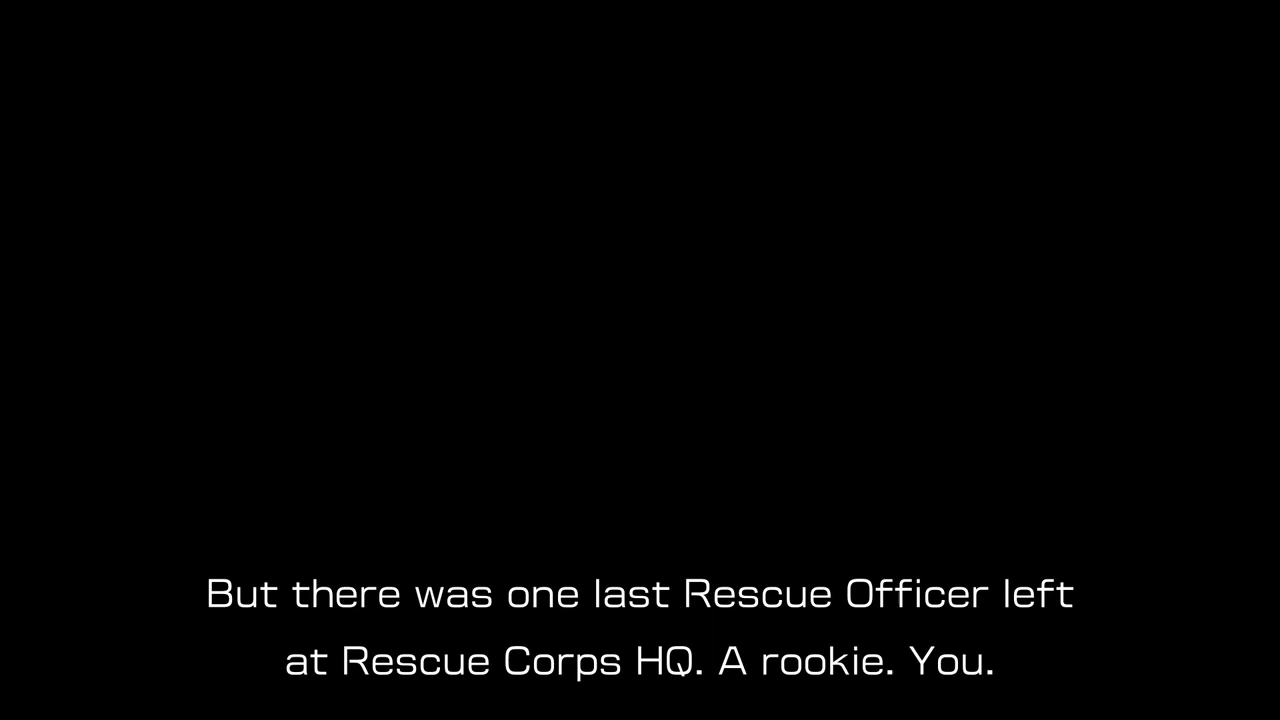 But there was one last Rescue Officer left
at Rescue Corps HQ. A rookie. You.